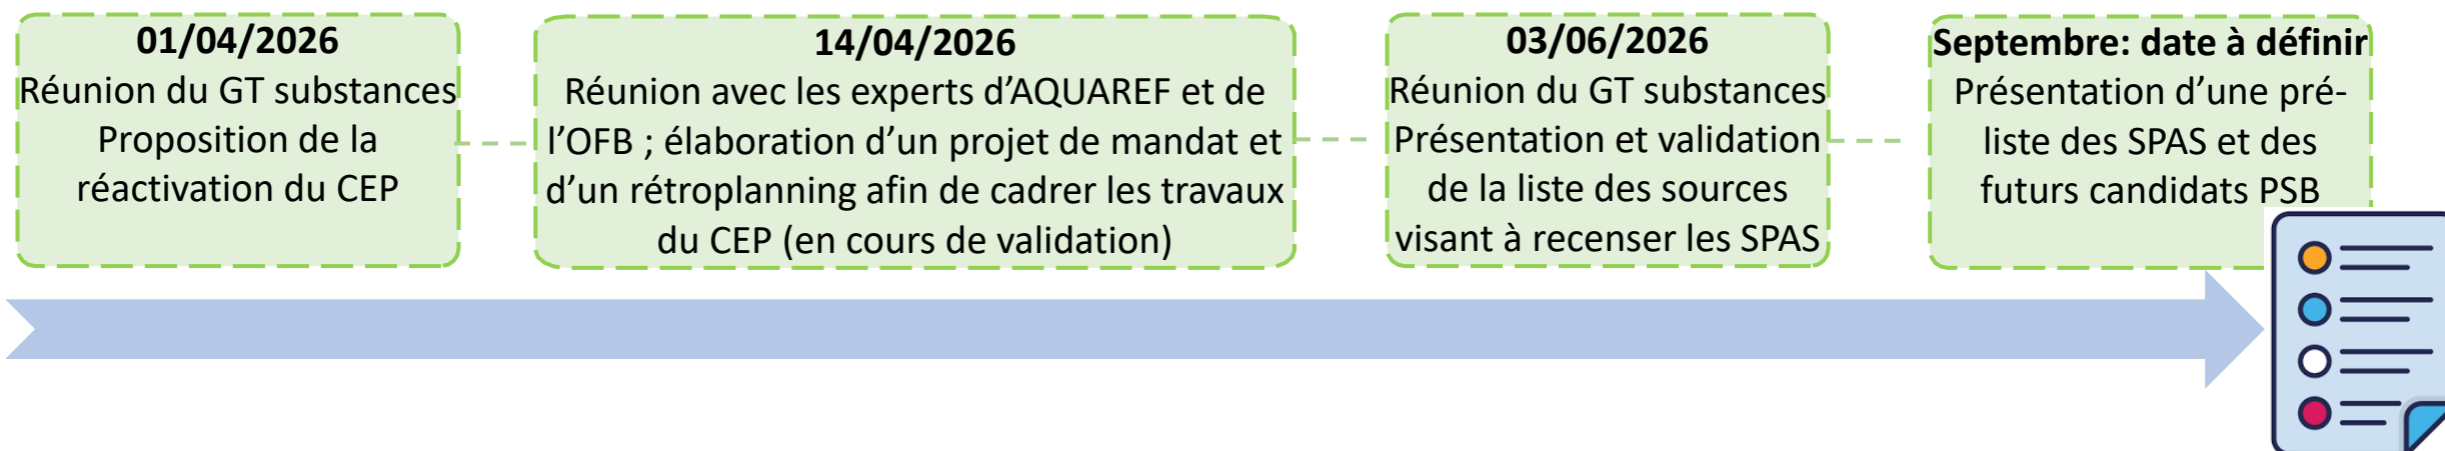 01/04/2026
Réunion du GT substances
Proposition de la
réactivation du CEP
14/04/2026
Réunion avec les experts d’AQUAREF et de
l’OFB ; élaboration d’un projet de mandat et
d’un rétroplanning afin de cadrer les travaux
du CEP (en cours de validation)
03/06/2026
Réunion du GT substances
Présentation et validation
de la liste des sources
visant à recenser les SPAS
Septembre: date à définir
Présentation d’une pré-
liste des SPAS et des
futurs candidats PSB